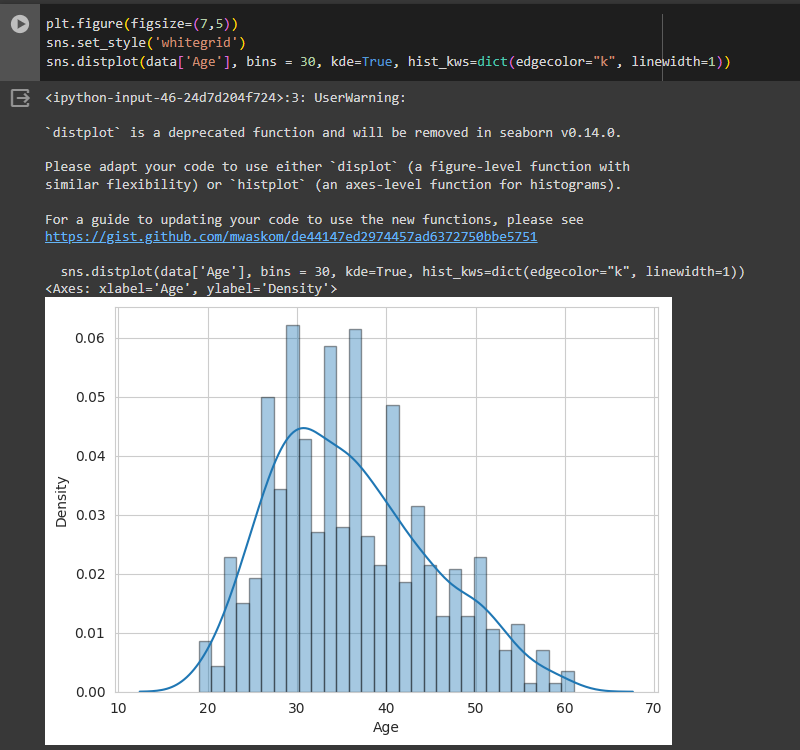 plt.figure(figsize=(7,5))
sns.set_style('whitegrid')
sns.distplot(data['Age'], bins = 30, kde=True, hist_kws=dict(edgecolor="k", linewidth=1))
<ipython-input-46-24d7d204f724>:3: UserWarning:
`distplot` is a deprecated function and will be removed in seaborn v0.14.0.
Please adapt your code to use either `displot` (a figure-level function with
similar flexibility) or `histplot` (an axes-level function for histograms).
For a guide to updating your code to use the new functions, please see
https://gist.github.com/mwaskom/de44147ed2974457ad6372750bbe5751
sns.distplot(data['Age'], bins = 30, kde=True, hist_kws=dict(edgecolor="k", linewidth=1))
<Axes: xlabel='Age', ylabel='Density'>
0.06
0.05
0.04
0.03
0.02
0.01
0.00
Density
10 20 30 40 50 60 70
Age